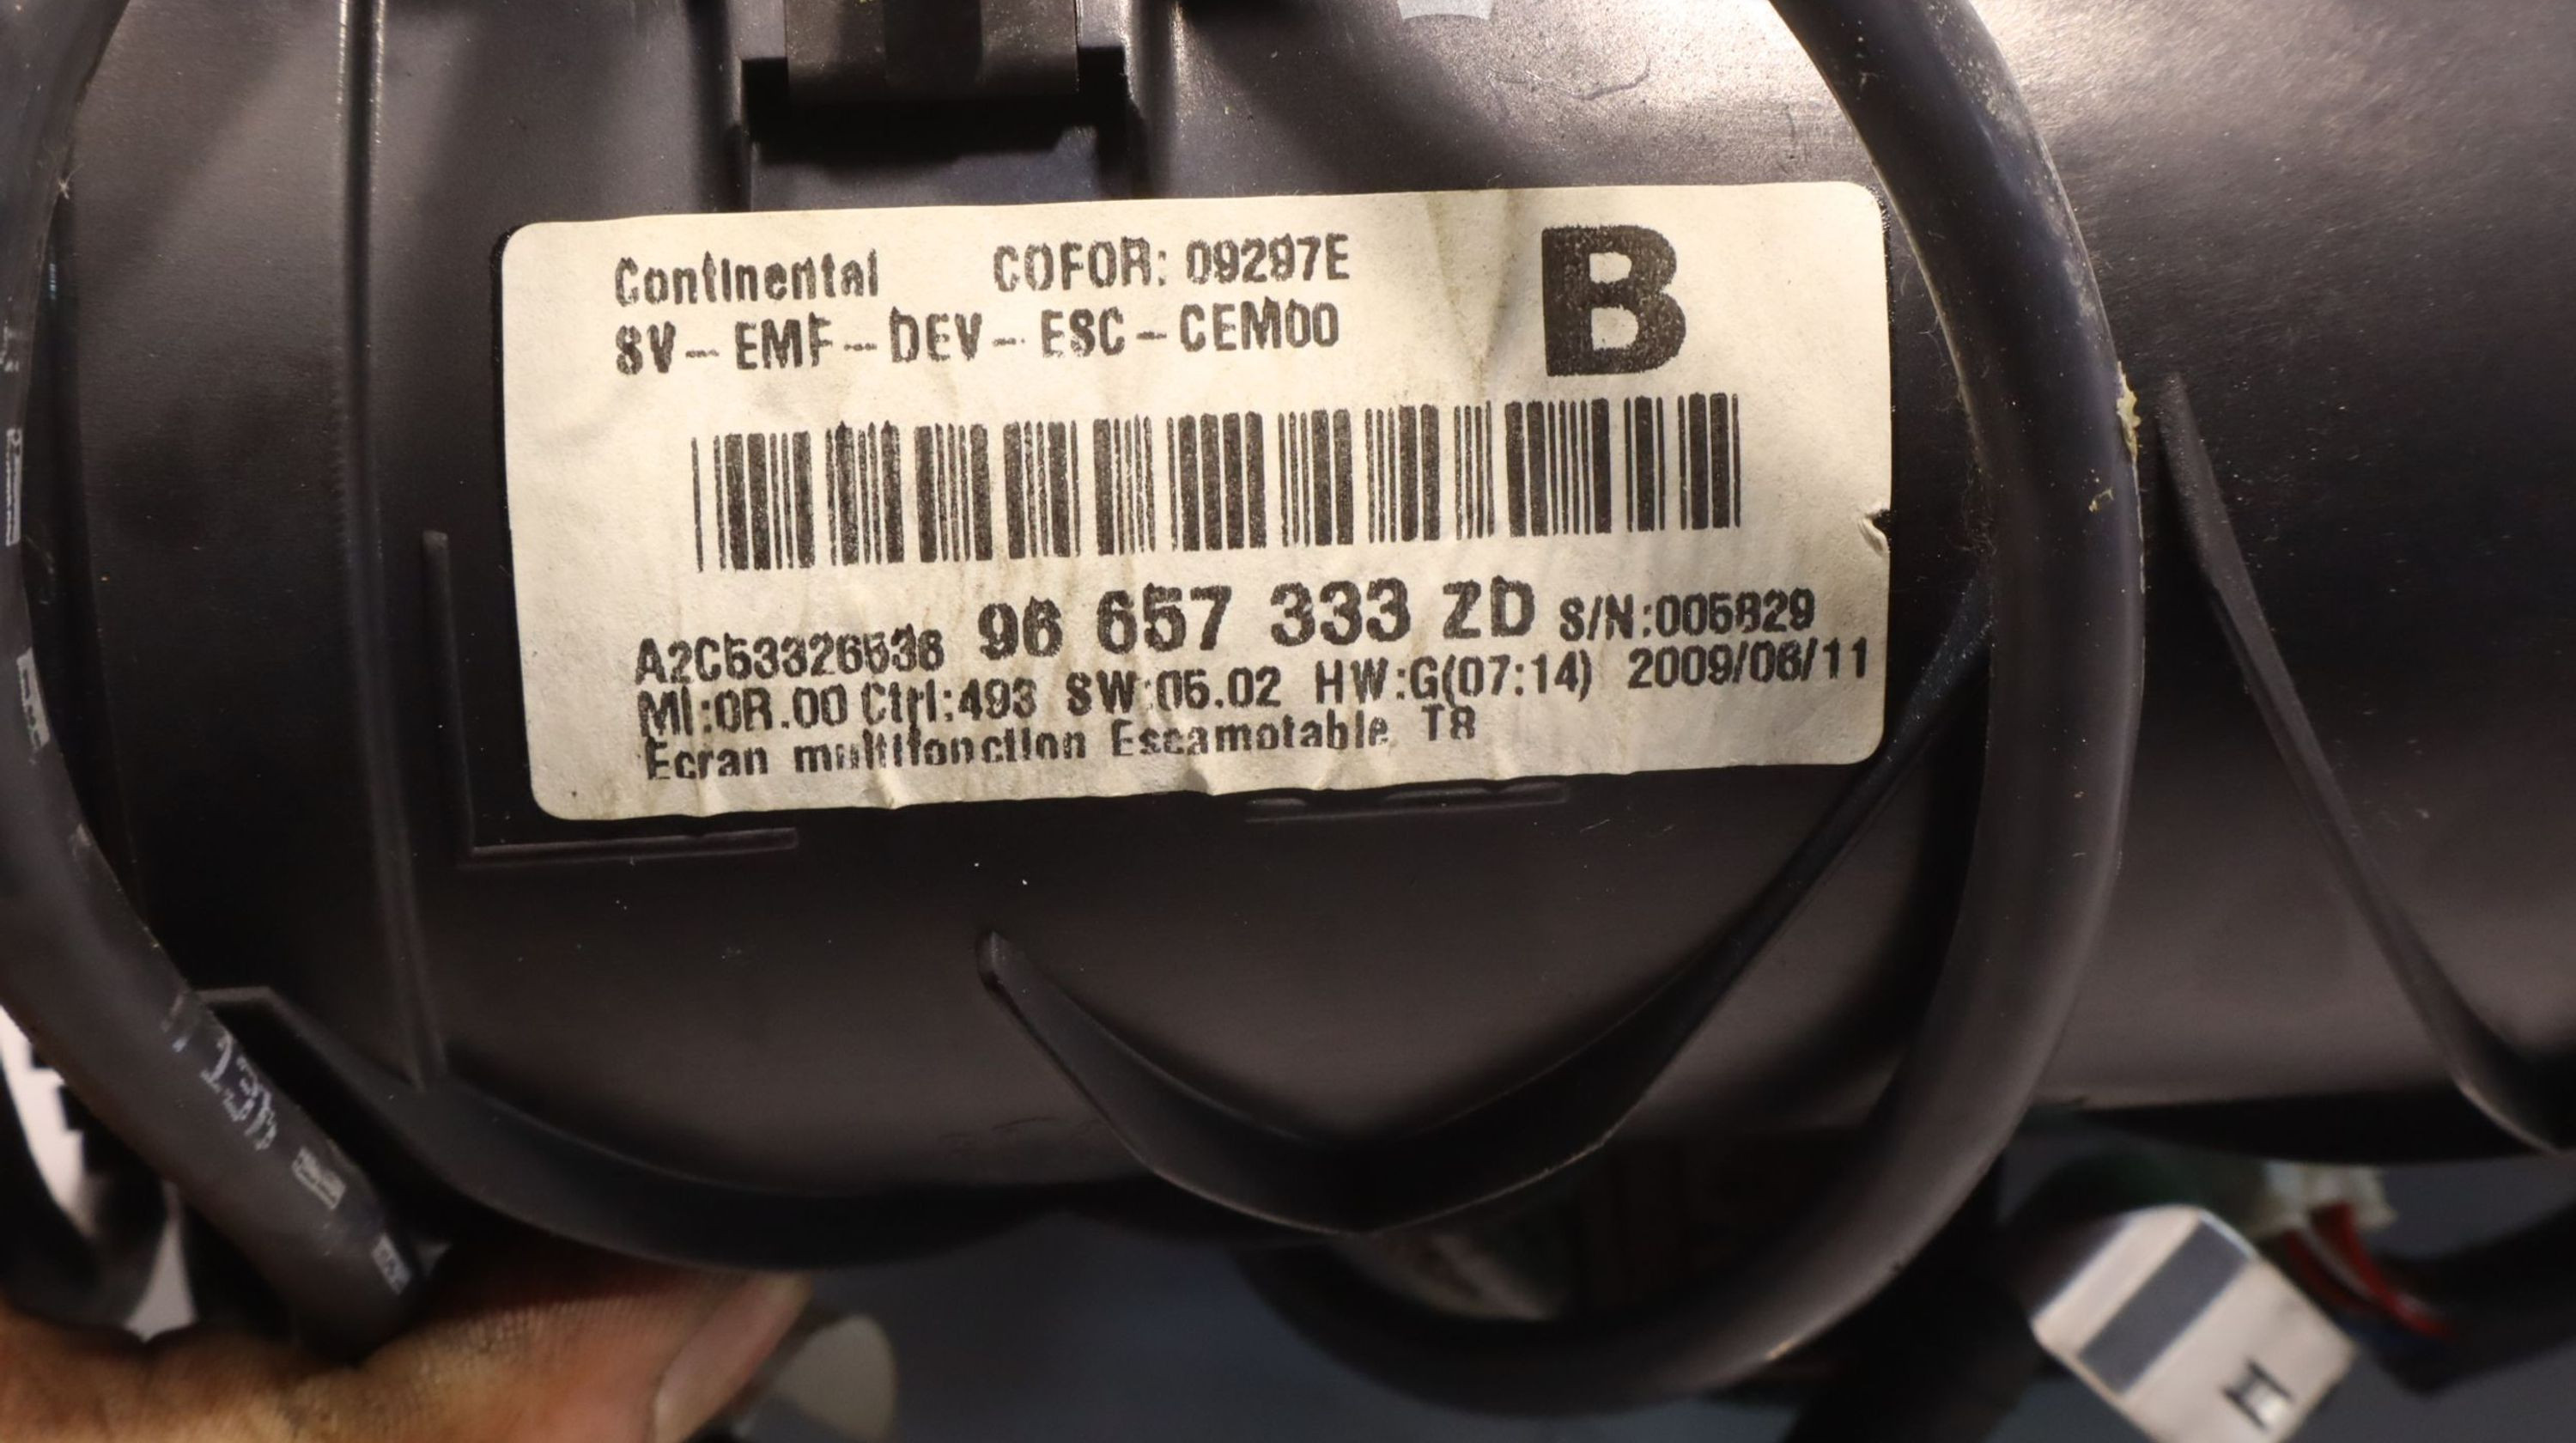 Continental COFOR: 09297E
B
SV-EMF-DEV-ESC-CEM00
A2C53326536 96 657 333 ZD S/N:005829
MI:0R.00 Ctrl:493 SW:05.02 HW:G(07:14) 2009/06/11
Ecran multifonction Escamotable T8
H